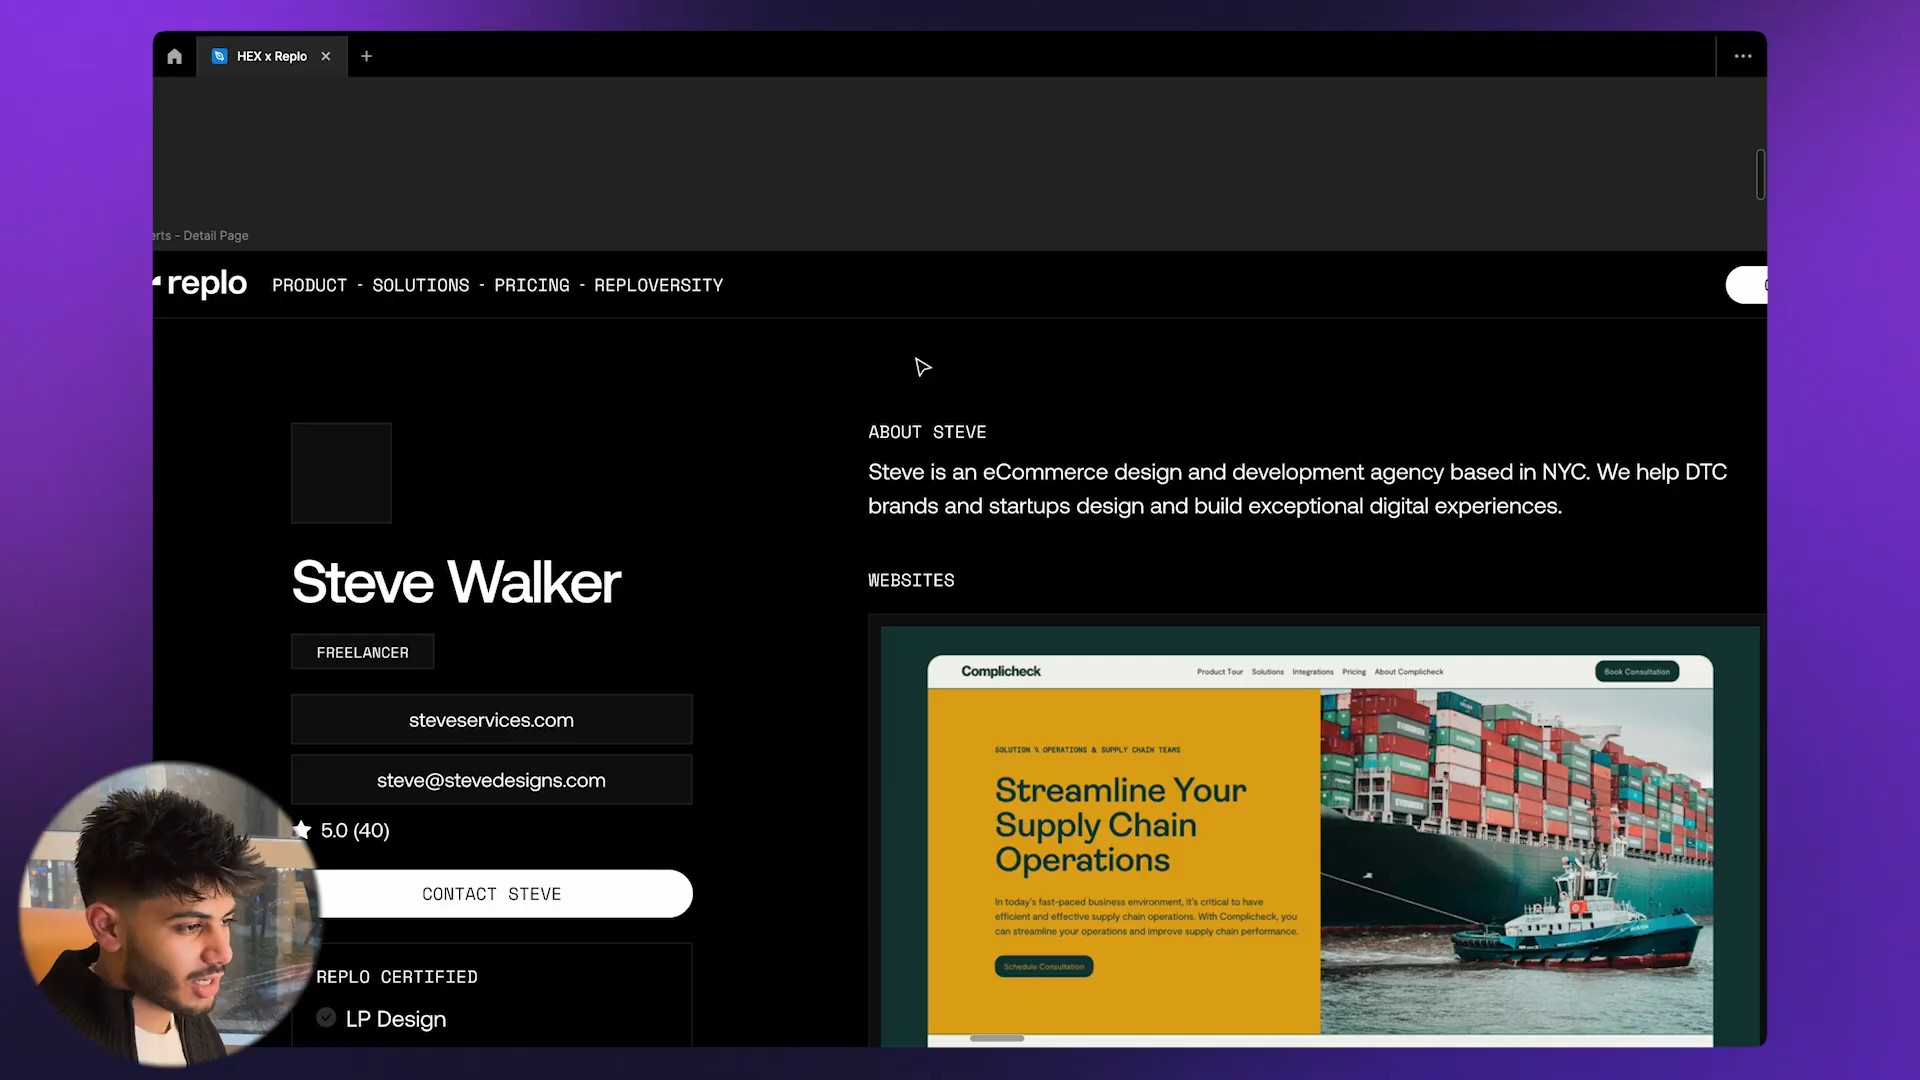 HEX x Replo
erts - Detail Page
replo
PRODUCT - SOLUTIONS - PRICING - REPLOVERSITY
Steve Walker
FREELANCER
steveservices.com
steve@stevedesigns.com
5.0 (40)
CONTACT STEVE
REPLO CERTIFIED
LP Design
ABOUT STEVE
Steve is an eCommerce design and development agency based in NYC. We help DTC
brands and startups design and build exceptional digital experiences.
WEBSITES
Complicheck
Product Tour Solutions Integrations Pricing About Complicheck
Book Consultation
SOLUTION \\ OPERATIONS & SUPPLY CHAIN TEAMS
Streamline Your
Supply Chain
Operations
In today's fast-paced business environment, it's critical to have
efficient and effective supply chain operations. With Complicheck, you
can streamline your operations and improve supply chain performance.
Schedule Consultation